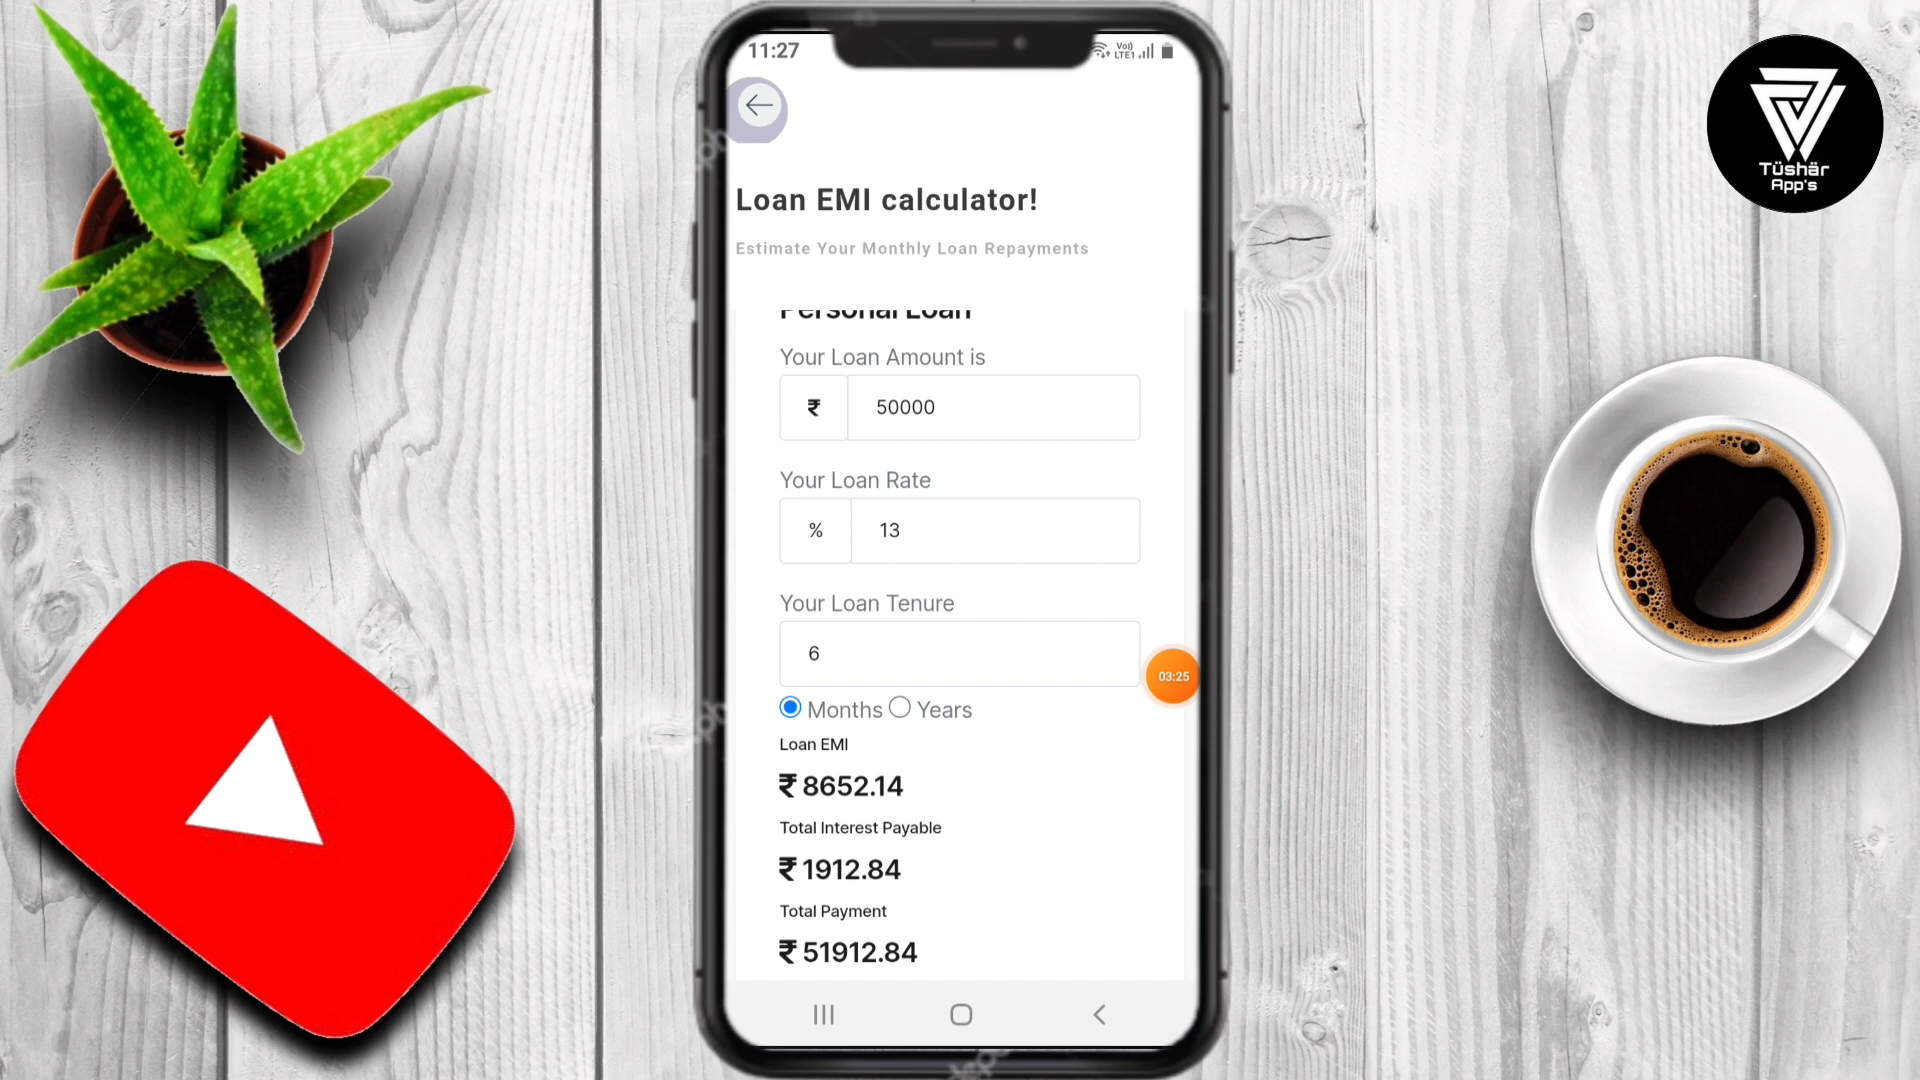 11:27
Vo)
LTE1
Tüshär
App's
Loan EMI calculator!
Estimate Your Monthly Loan Repayments
Personal Loan
Your Loan Amount is
₹ 50000
Your Loan Rate
% 13
Your Loan Tenure
6
03:25
Months Years
Loan EMI
₹ 8652.14
Total Interest Payable
₹ 1912.84
Total Payment
₹ 51912.84